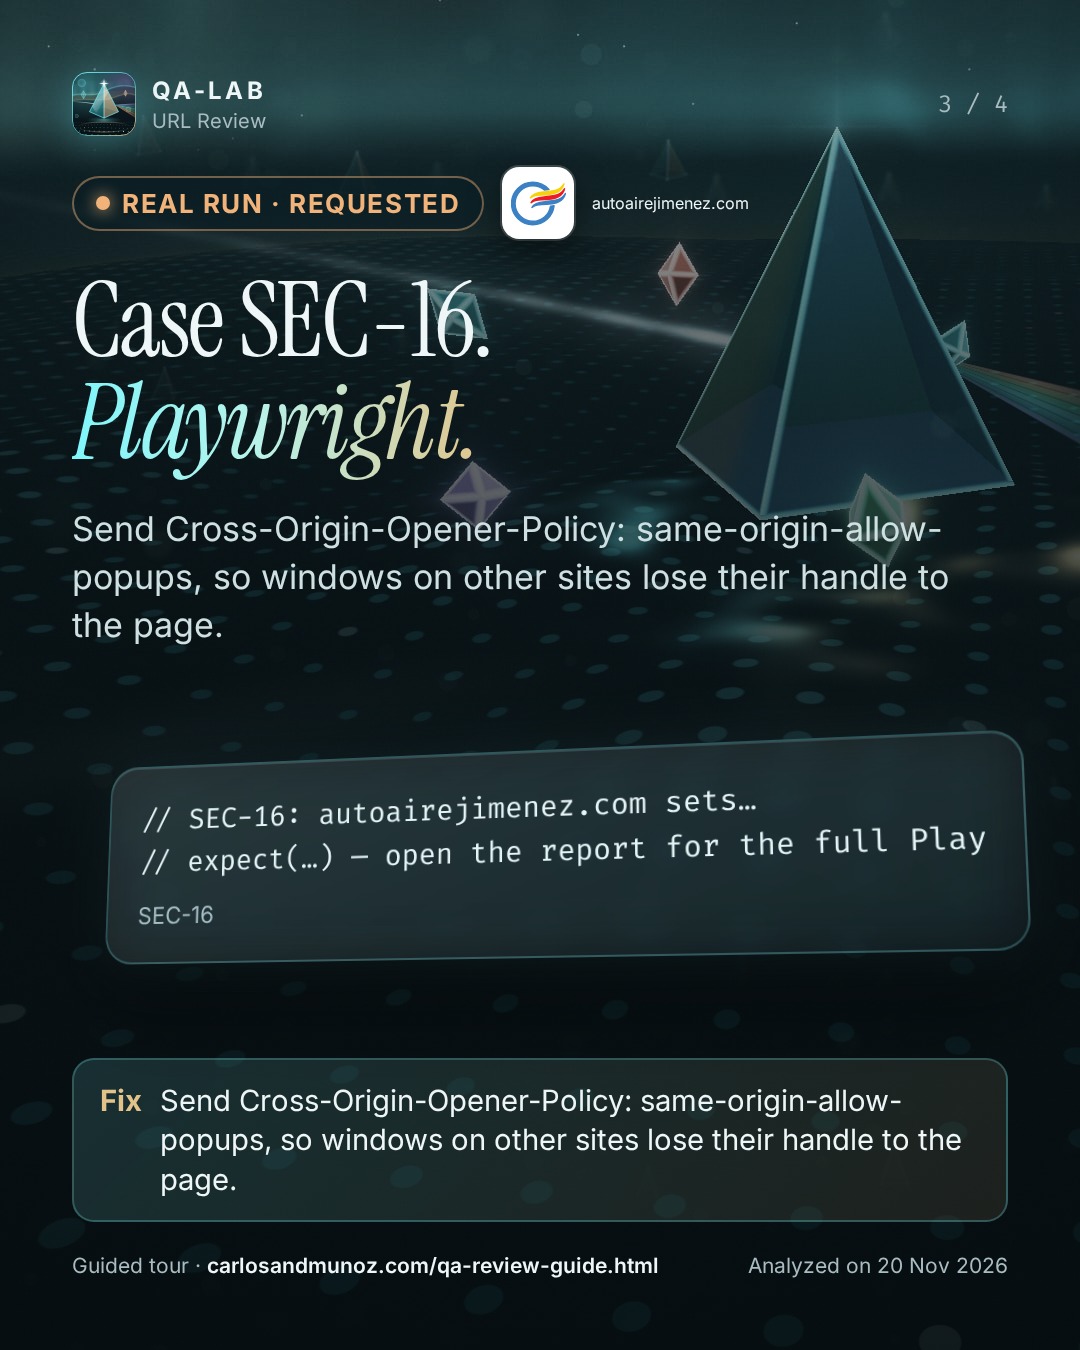 QA-LAB
URL Review
3 / 4
REAL RUN · REQUESTED
autoairejimenez.com
Case SEC-16.
Playwright.
Send Cross-Origin-Opener-Policy: same-origin-allow-
popups, so windows on other sites lose their handle to
the page.
// SEC-16: autoairejimenez.com sets…
// expect(…) — open the report for the full Play
SEC-16
Fix Send Cross-Origin-Opener-Policy: same-origin-allow-
popups, so windows on other sites lose their handle to the
page.
Guided tour · carlosandmunoz.com/qa-review-guide.html
Analyzed on 20 Nov 2026